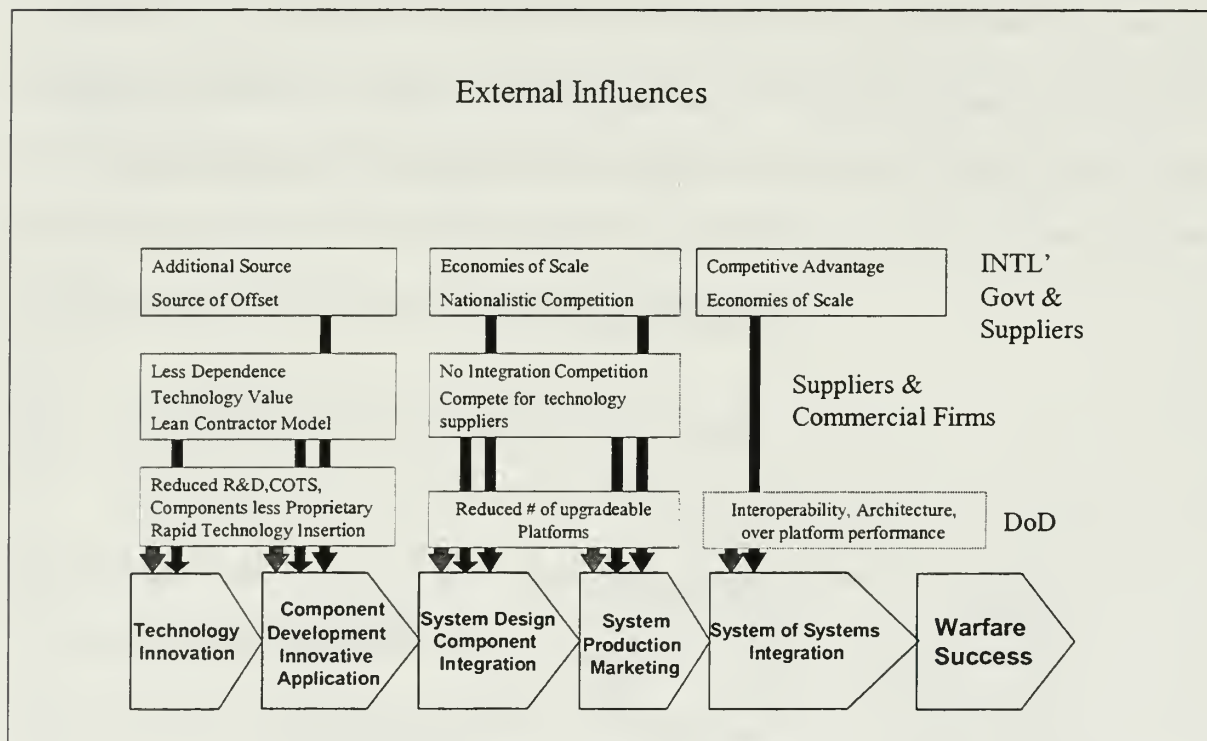 External Influences
Additional Source
Source of Offset
Economies of Scale
Nationalistic Competition
Competitive Advantage
Economies of Scale
INTL'
Govt &
Suppliers
Less Dependence
Technology Value
Lean Contractor Model
No Integration Competition
Compete for technology
suppliers
Suppliers &
Commercial Firms
Reduced R&D,COTS,
Components less Proprietary
Rapid Technology Insertion
Reduced # of upgradeable
Platforms
Interoperability, Architecture,
over platform performance
DoD
Technology
Innovation
Component
Development
Innovative
Application
System Design
Component
Integration
System
Production
Marketing
System of Systems
Integration
Warfare
Success